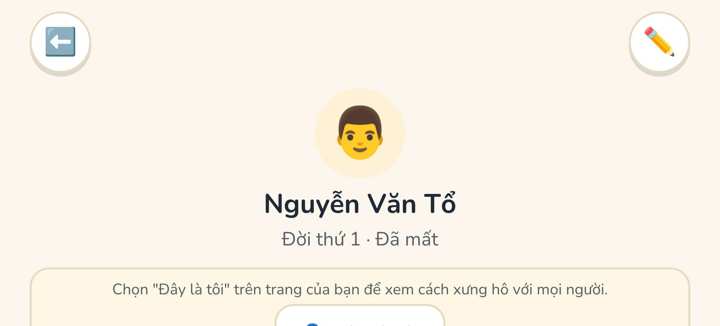 Nguyễn Văn Tổ
Đời thứ 1 · Đã mất
Chọn "Đây là tôi" trên trang của bạn để xem cách xưng hô với mọi người.